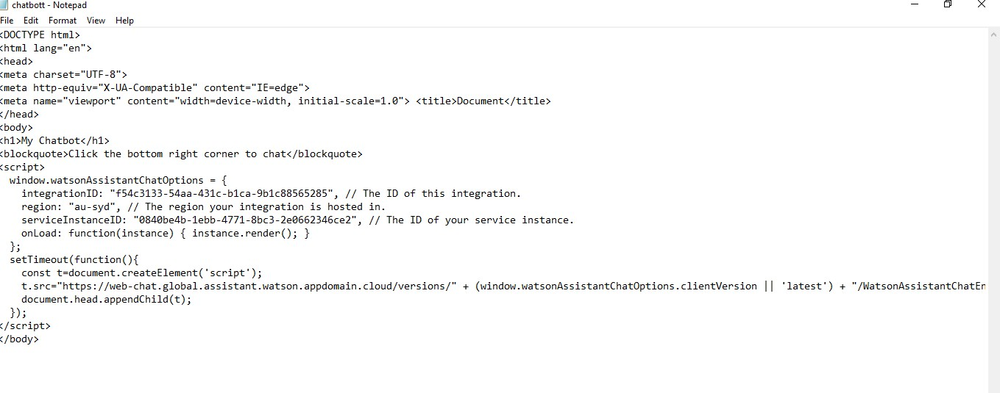 chatbott - Notepad
File Edit Format View Help
<DOCTYPE html>
<html lang="en">
<head>
<meta charset="UTF-8">
<meta http-equiv="X-UA-Compatible" content="IE=edge">
<meta name="viewport" content="width=device-width, initial-scale=1.0"> <title>Document</title>
</head>
<body>
<h1>My Chatbot</h1>
<blockquote>Click the bottom right corner to chat</blockquote>
<script>
  window.watsonAssistantChatOptions = {
    integrationID: "f54c3133-54aa-431c-b1ca-9b1c88565285", // The ID of this integration.
    region: "au-syd", // The region your integration is hosted in.
    serviceInstanceID: "0840be4b-1ebb-4771-8bc3-2e0662346ce2", // The ID of your service instance.
    onLoad: function(instance) { instance.render(); }
  };
  setTimeout(function(){
    const t=document.createElement('script');
    t.src="https://web-chat.global.assistant.watson.appdomain.cloud/versions/" + (window.watsonAssistantChatOptions.clientVersion || 'latest') + "/WatsonAssistantChatEn
    document.head.appendChild(t);
  });
</script>
</body>